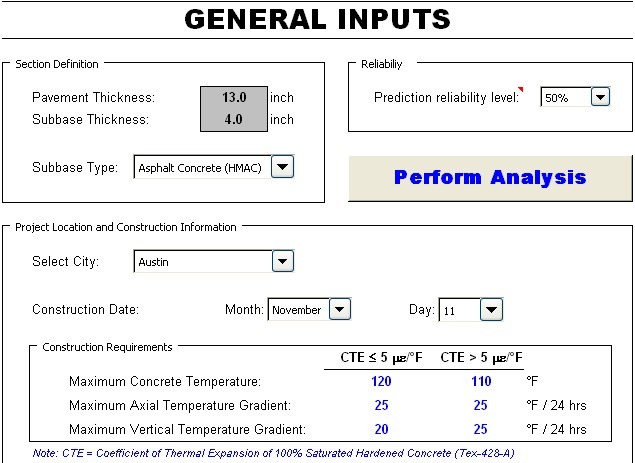 GENERAL INPUTS
Section Definition
Pavement Thickness: 13.0 inch
Subbase Thickness: 4.0 inch
Subbase Type: Asphalt Concrete (HMAC)
Reliabiliy
Prediction reliability level: 50%
Perform Analysis
Project Location and Construction Information
Select City: Austin
Construction Date: Month: November Day: 11
Construction Requirements
CTE ≤ 5 µε/°F CTE > 5 µε/°F
Maximum Concrete Temperature: 120 110 °F
Maximum Axial Temperature Gradient: 25 25 °F / 24 hrs
Maximum Vertical Temperature Gradient: 20 25 °F / 24 hrs
Note: CTE = Coefficient of Thermal Expansion of 100% Saturated Hardened Concrete (Tex-428-A)